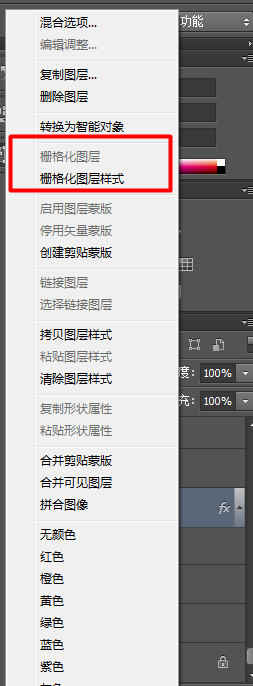 混合选项...
功能
编辑调整...
复制图层...
删除图层
转换为智能对象
栅格化图层
栅格化图层样式
启用图层蒙版
停用矢量蒙版
创建剪贴蒙版
链接图层
选择链接图层
拷贝图层样式
粘贴图层样式
度: 100%
清除图层样式
充: 100%
复制形状属性
粘贴形状属性
合并剪贴蒙版
合并可见图层
拼合图像
fx
无颜色
红色
橙色
黄色
绿色
蓝色
紫色